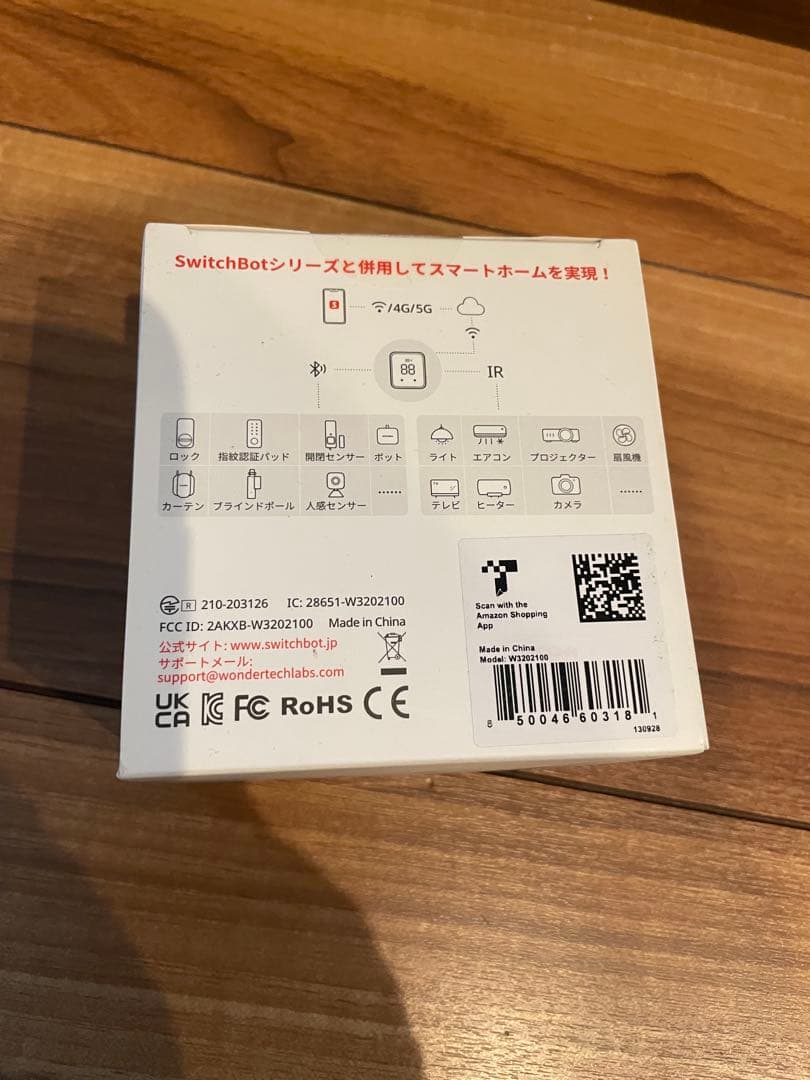 SwitchBotシリーズと併用してスマートホームを実現！
S
/4G/5G
88
IR
ロック 指紋認証パッド 開閉センサー ボット
ライト エアコン プロジェクター 扇風機
カーテン ブラインドポール 人感センサー ……
テレビ ヒーター カメラ ……
R 210-203126 IC: 28651-W3202100
FCC ID: 2AKXB-W3202100 Made in China
公式サイト: www.switchbot.jp
サポートメール:
support@wondertechlabs.com
UK CA FC RoHS CE
Scan with the
Amazon Shopping
App
Made in China
Model: W3202100
8 50046 60318 1
130928